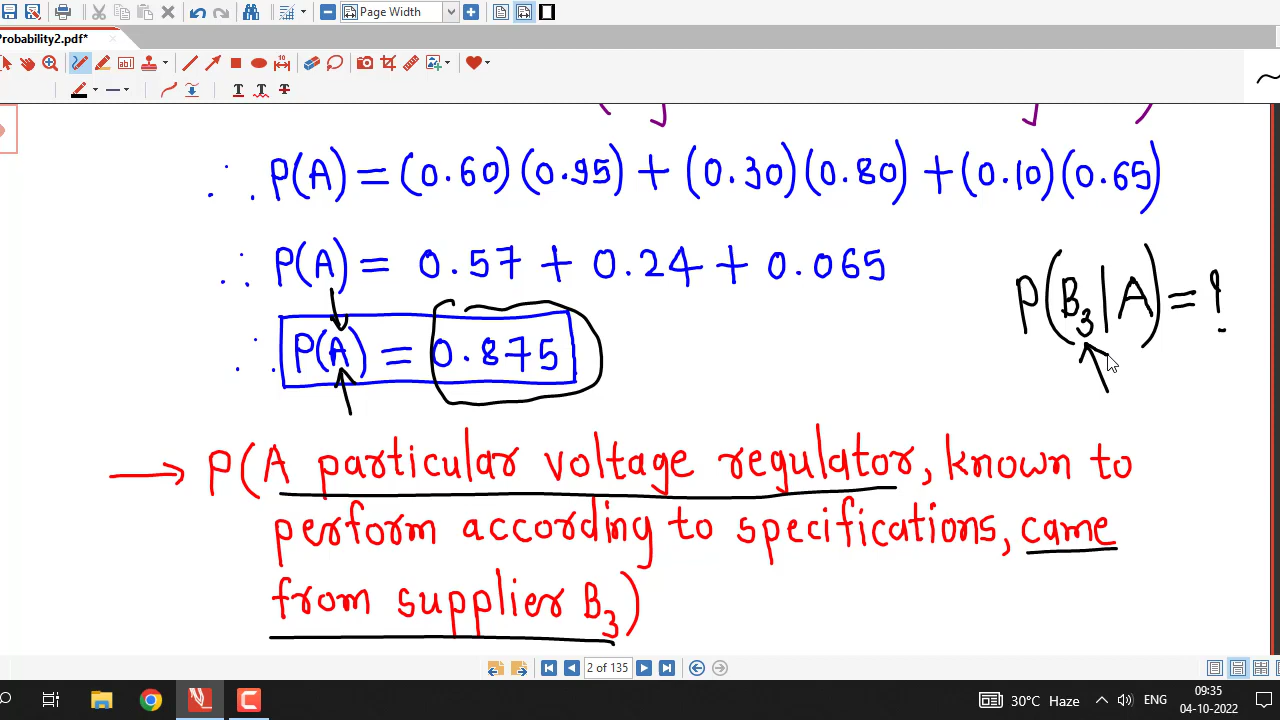 Page Width
Probability2.pdf*
∴ P(A) = (0.60)(0.95) + (0.30)(0.80) + (0.10)(0.65)
∴ P(A) = 0.57 + 0.24 + 0.065
P(B₃|A) = ?
∴ P(A) = 0.875
→ P(A particular voltage regulator, known to
perform according to specifications, came
from supplier B₃)
2 of 135
30°C Haze ENG 09:35
04-10-2022